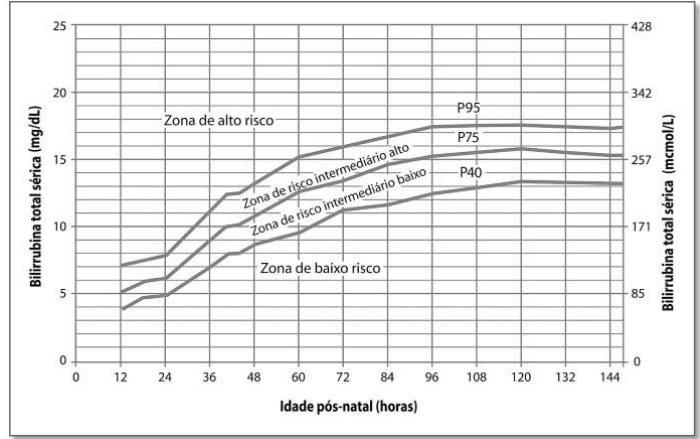 Bilirrubina total sérica (mg/dL)
25
20
15
10
5
0
428
342
257
171
85
0
Bilirrubina total sérica (mcmol/L)
Zona de alto risco
P95
P75
P40
Zona de risco intermediário alto
Zona de risco intermediário baixo
Zona de baixo risco
0 12 24 36 48 60 72 84 96 108 120 132 144
Idade pós-natal (horas)